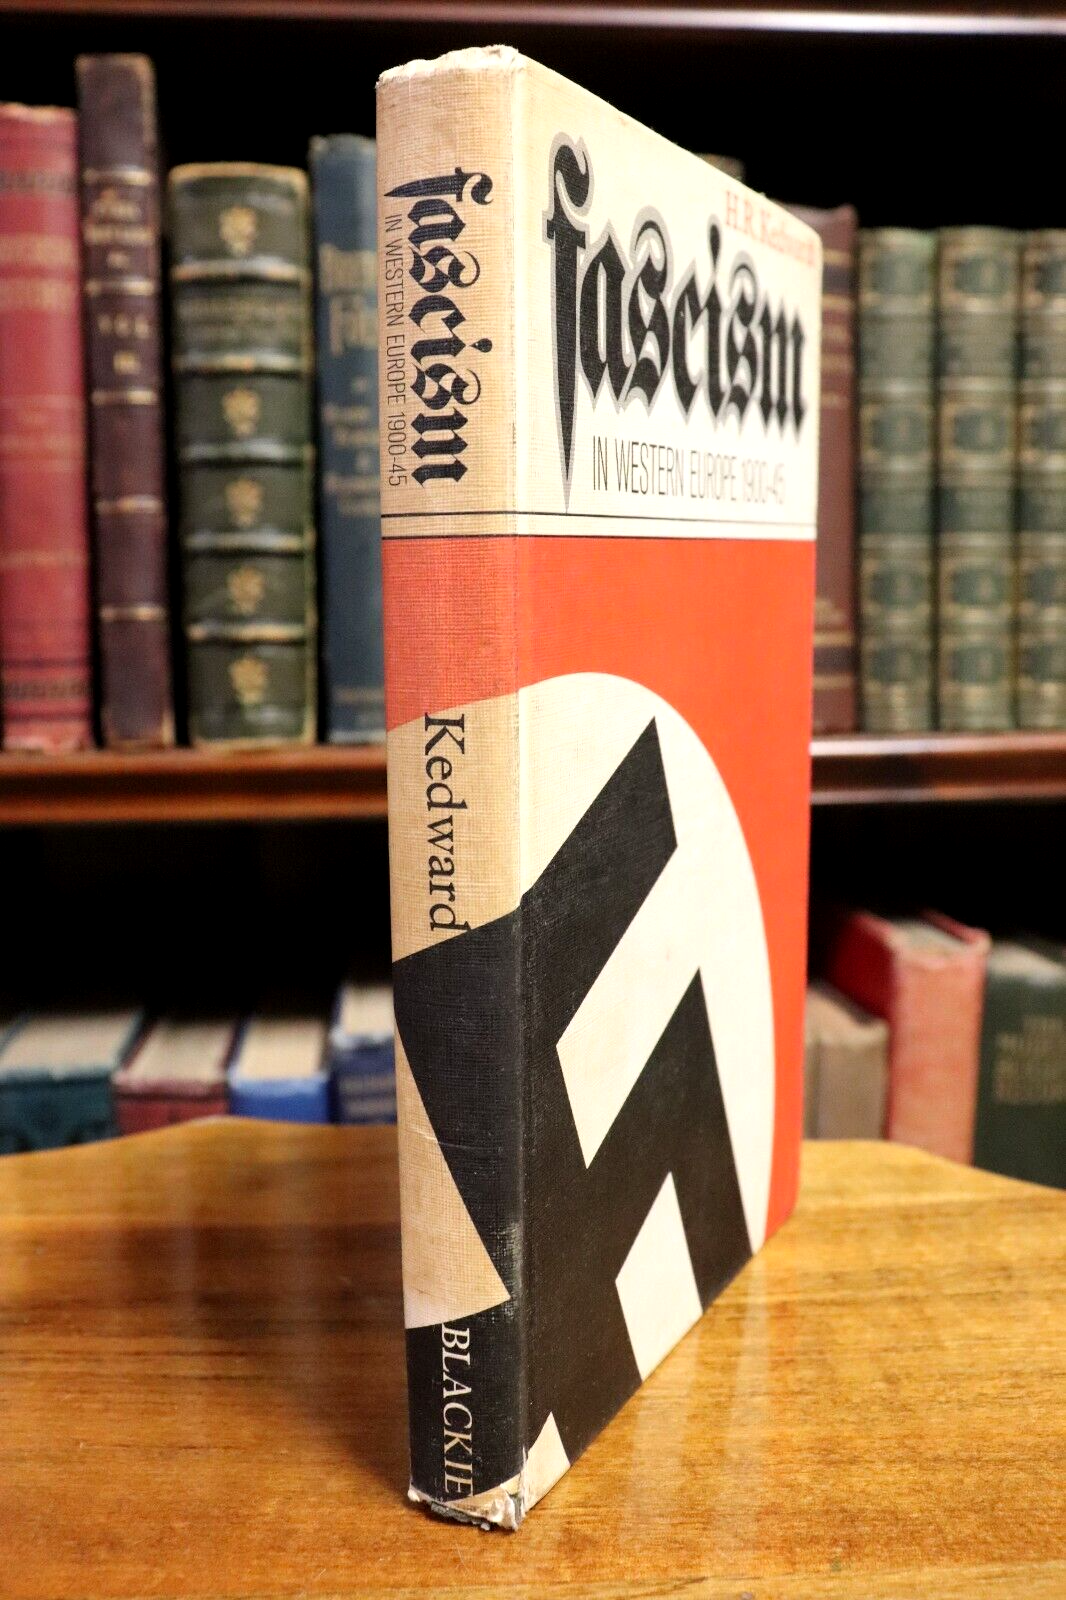 fascism
IN WESTERN EUROPE 1900-45
Kedward
BLACKIE
H.R.Kedward
fascism
IN WESTERN EUROPE 1900-45